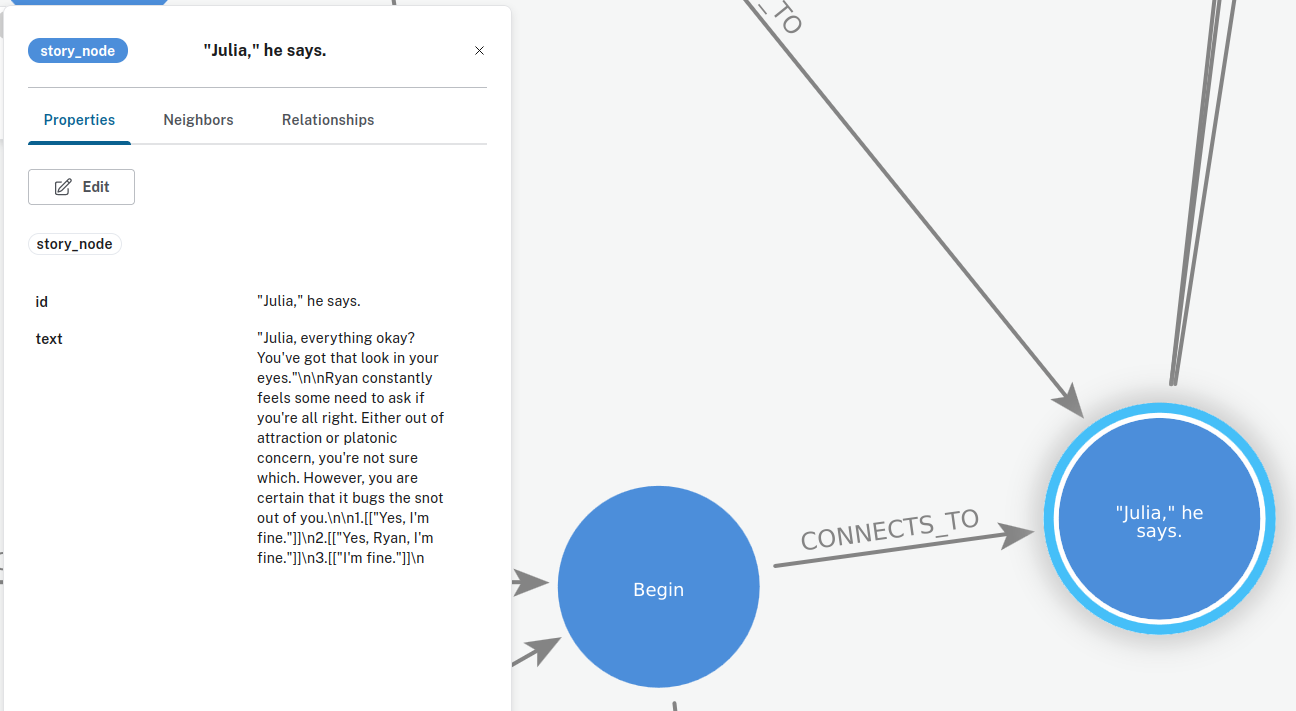 story_node
"Julia," he says.
Properties
Neighbors
Relationships
Edit
story_node
id
"Julia," he says.
text
"Julia, everything okay?
You've got that look in your
eyes."\n\nRyan constantly
feels some need to ask if
you're all right. Either out of
attraction or platonic
concern, you're not sure
which. However, you are
certain that it bugs the snot
out of you.\n\n1.[["Yes, I'm
fine."]]\n2.[["Yes, Ryan, I'm
fine."]]\n3.[["I'm fine."]]\n
_TO
CONNECTS_TO
Begin
"Julia," he
says.